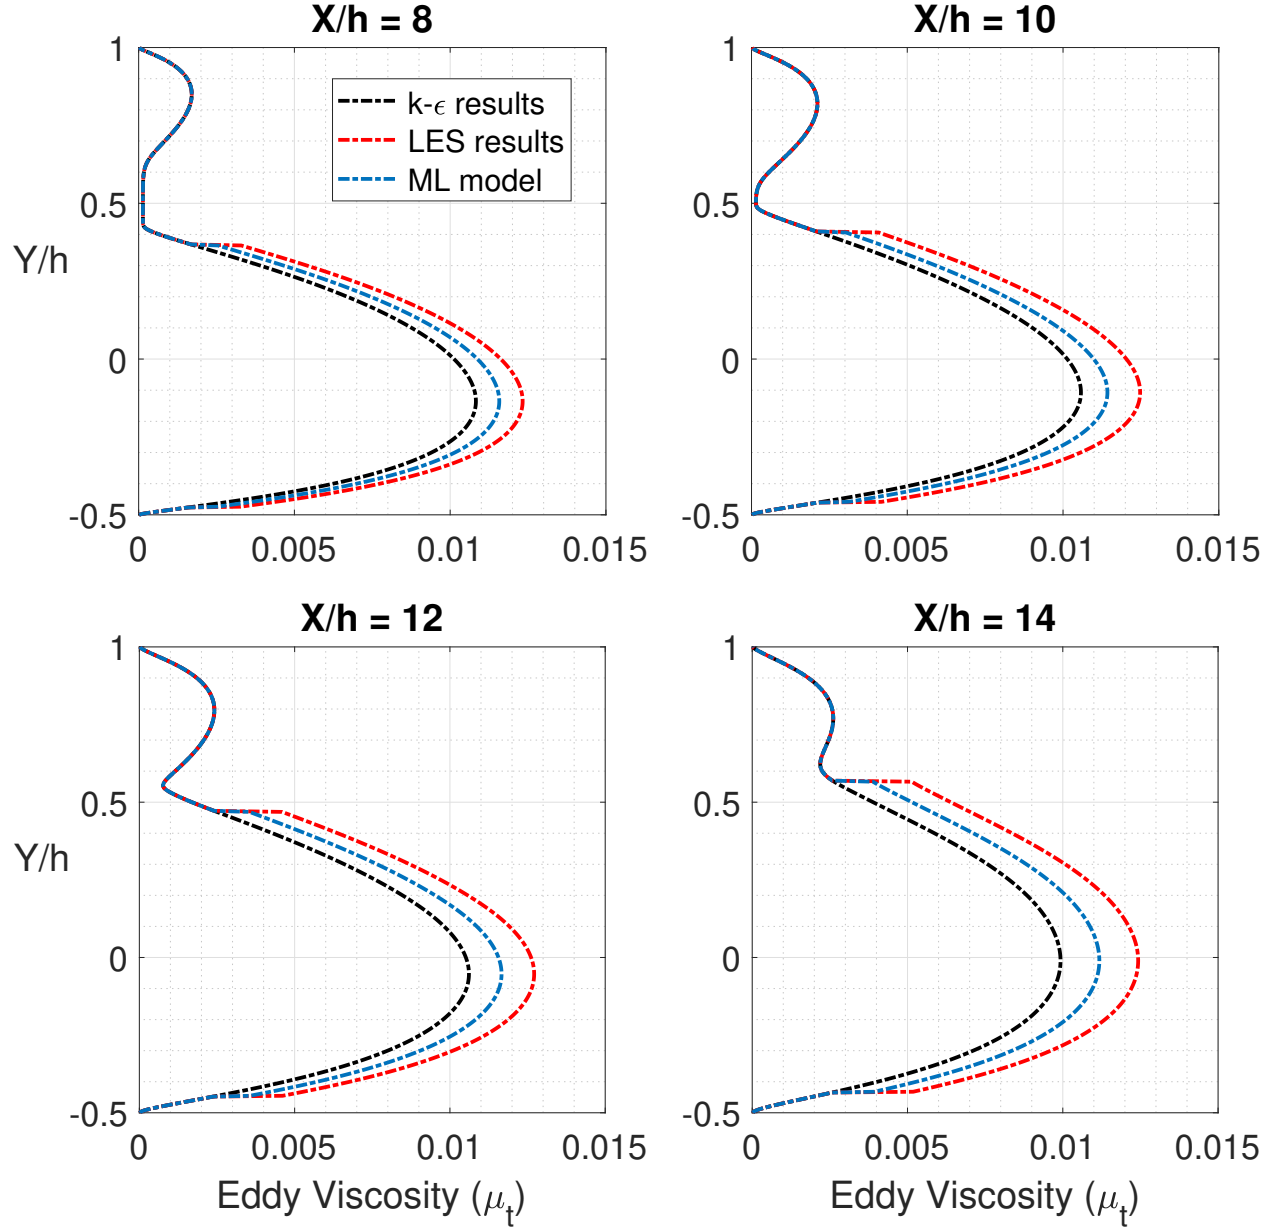 X/h = 8
X/h = 10
1
0.5
0
-0.5
Y/h
k-ϵ results
LES results
ML model
0
0.005
0.01
0.015
1
0.5
0
-0.5
0
0.005
0.01
0.015
X/h = 12
X/h = 14
1
0.5
0
-0.5
Y/h
0
0.005
0.01
0.015
Eddy Viscosity (μt)
1
0.5
0
-0.5
0
0.005
0.01
0.015
Eddy Viscosity (μt)